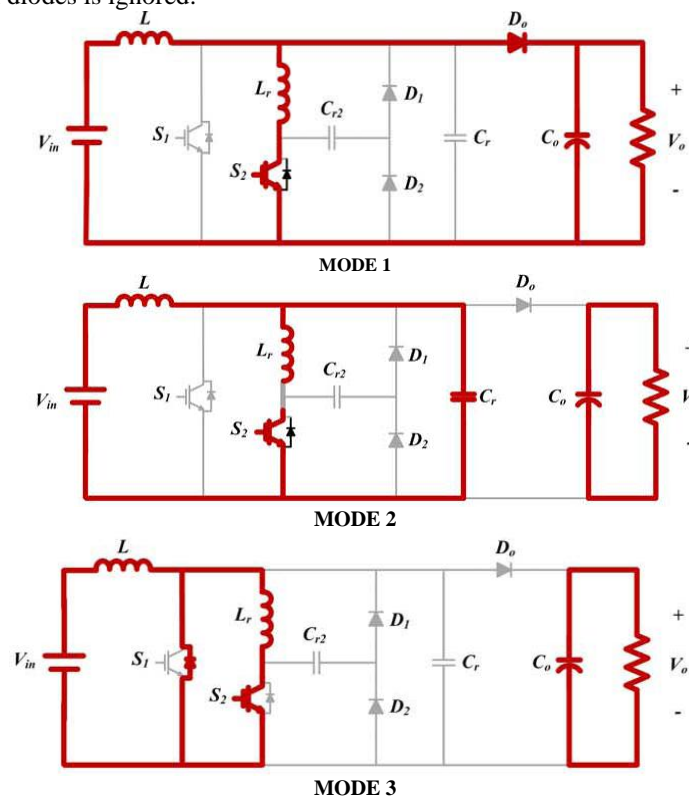 diodes is ignored.
L
Do
Lr
D1
Cr2
Vin
S1
Cr
Co
Vo
+
-
S2
D2
MODE 1
L
Do
Lr
D1
Cr2
Vin
S1
Cr
Co
V
+
-
S2
D2
MODE 2
L
Do
Lr
D1
Cr2
Vin
S1
Cr
Co
Vo
+
-
S2
D2
MODE 3